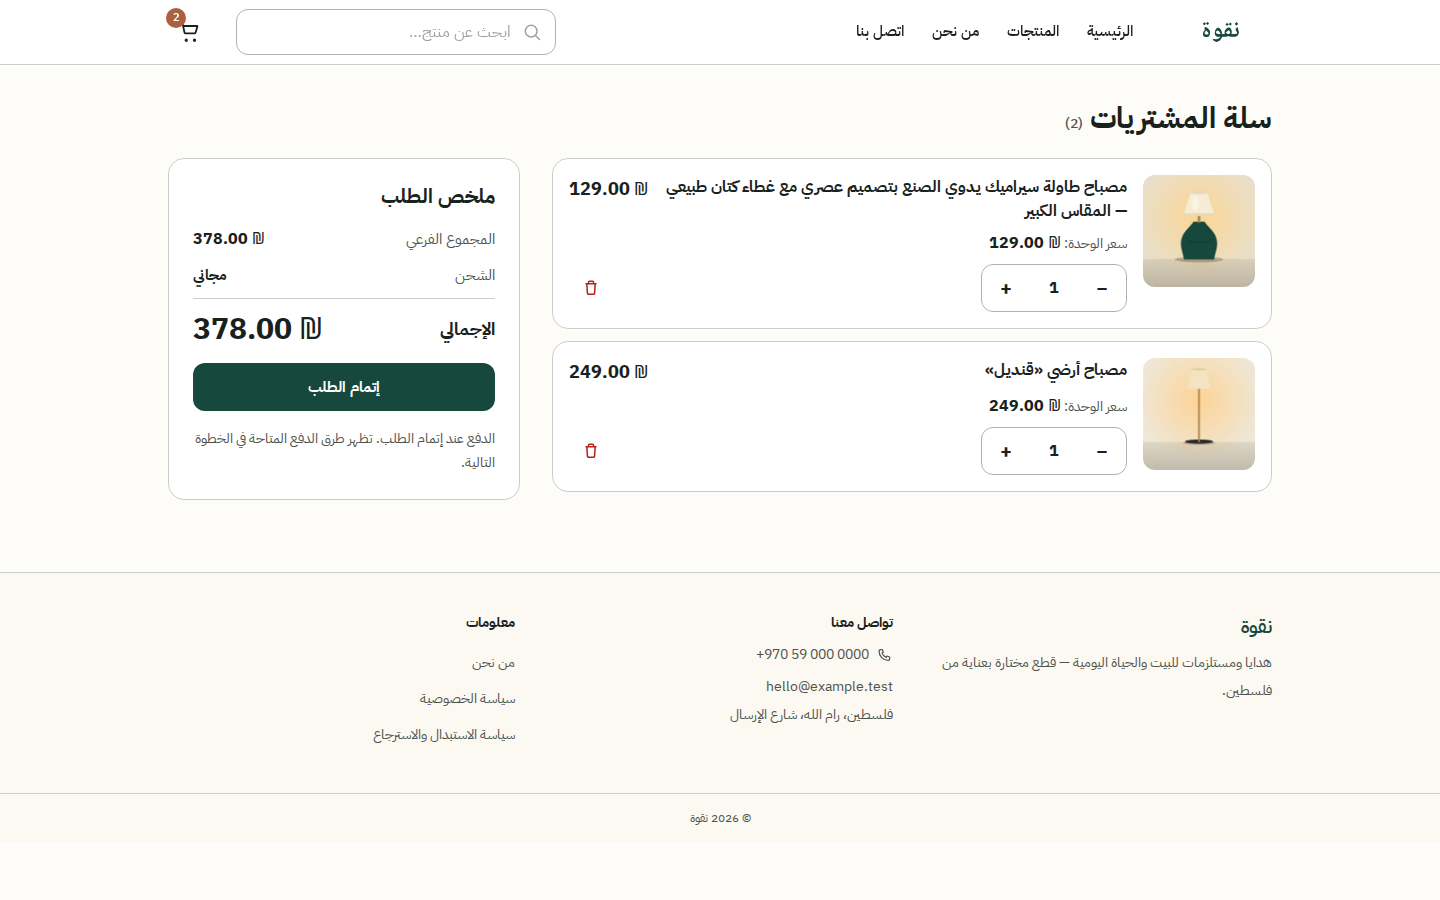 نقوة
الرئيسية
المنتجات
من نحن
اتصل بنا
ابحث عن منتج...
2
سلة المشتريات (2)
مصباح طاولة سيراميك يدوي الصنع بتصميم عصري مع غطاء كتان طبيعي
– المقاس الكبير
129.00 ₪
سعر الوحدة: 129.00 ₪
− 1 +
مصباح أرضي «قنديل»
249.00 ₪
سعر الوحدة: 249.00 ₪
− 1 +
ملخص الطلب
المجموع الفرعي 378.00 ₪
الشحن مجاني
الإجمالي 378.00 ₪
إتمام الطلب
الدفع عند إتمام الطلب. تظهر طرق الدفع المتاحة في الخطوة
التالية.
نقوة
هدايا ومستلزمات للبيت والحياة اليومية — قطع مختارة بعناية من
فلسطين.
تواصل معنا
+970 59 000 0000
hello@example.test
فلسطين، رام الله، شارع الإرسال
معلومات
من نحن
سياسة الخصوصية
سياسة الاستبدال والاسترجاع
© 2026 نقوة